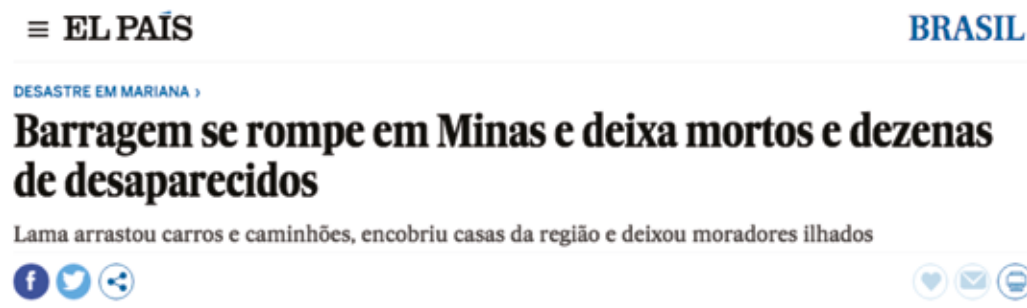 ≡ EL PAÍS BRASIL
DESASTRE EM MARIANA ›
Barragem se rompe em Minas e deixa mortos e dezenas
de desaparecidos
Lama arrastou carros e caminhões, encobriu casas da região e deixou moradores ilhados